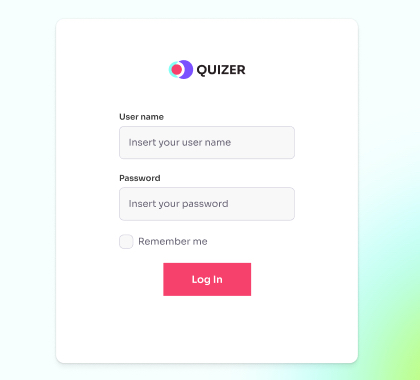 QUIZER
User name
Insert your user name
Password
Insert your password
Remember me
Log In